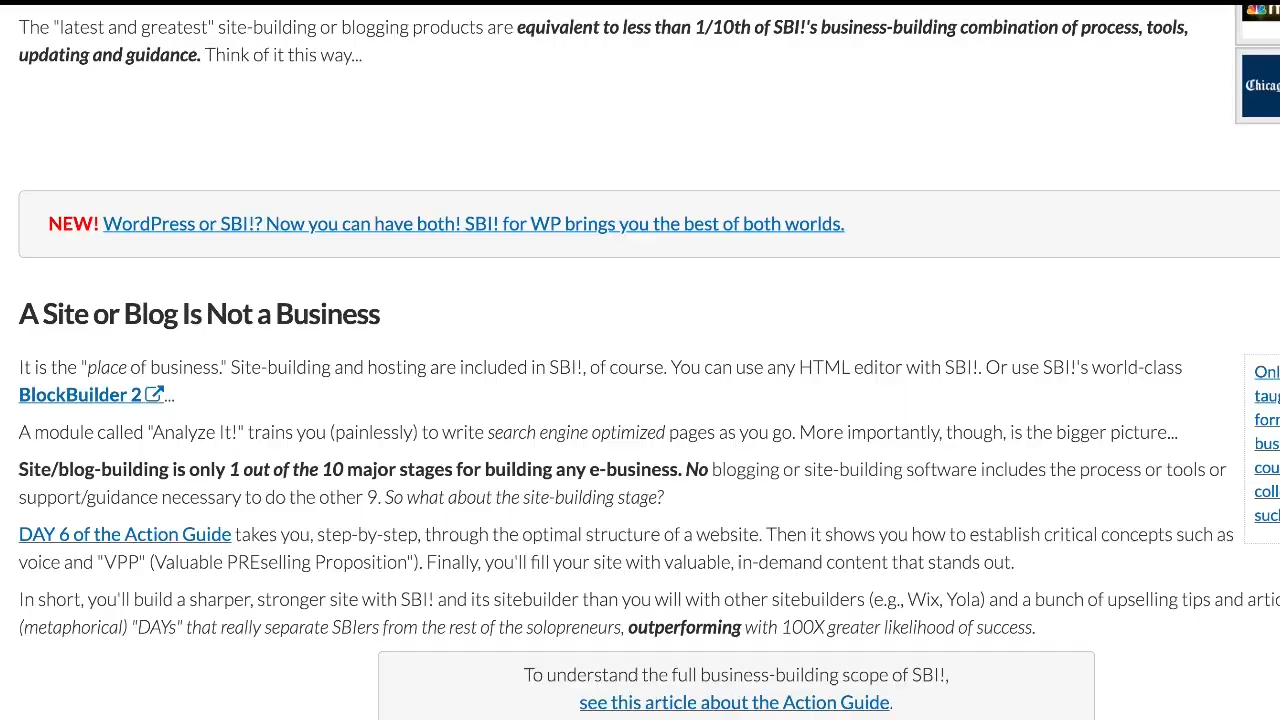 The "latest and greatest" site-building or blogging products are equivalent to less than 1/10th of SBI!'s business-building combination of process, tools,
updating and guidance. Think of it this way...
NEW! WordPress or SBI!? Now you can have both! SBI! for WP brings you the best of both worlds.
A Site or Blog Is Not a Business
It is the "place of business." Site-building and hosting are included in SBI!, of course. You can use any HTML editor with SBI!. Or use SBI!'s world-class
BlockBuilder 2 ...
A module called "Analyze It!" trains you (painlessly) to write search engine optimized pages as you go. More importantly, though, is the bigger picture...
Site/blog-building is only 1 out of the 10 major stages for building any e-business. No blogging or site-building software includes the process or tools or
support/guidance necessary to do the other 9. So what about the site-building stage?
DAY 6 of the Action Guide takes you, step-by-step, through the optimal structure of a website. Then it shows you how to establish critical concepts such as
voice and "VPP" (Valuable PREselling Proposition"). Finally, you'll fill your site with valuable, in-demand content that stands out.
In short, you'll build a sharper, stronger site with SBI! and its sitebuilder than you will with other sitebuilders (e.g., Wix, Yola) and a bunch of upselling tips and
(metaphorical) "DAYs" that really separate SBIers from the rest of the solopreneurs, outperforming with 100X greater likelihood of success.
To understand the full business-building scope of SBI!,
see this article about the Action Guide.